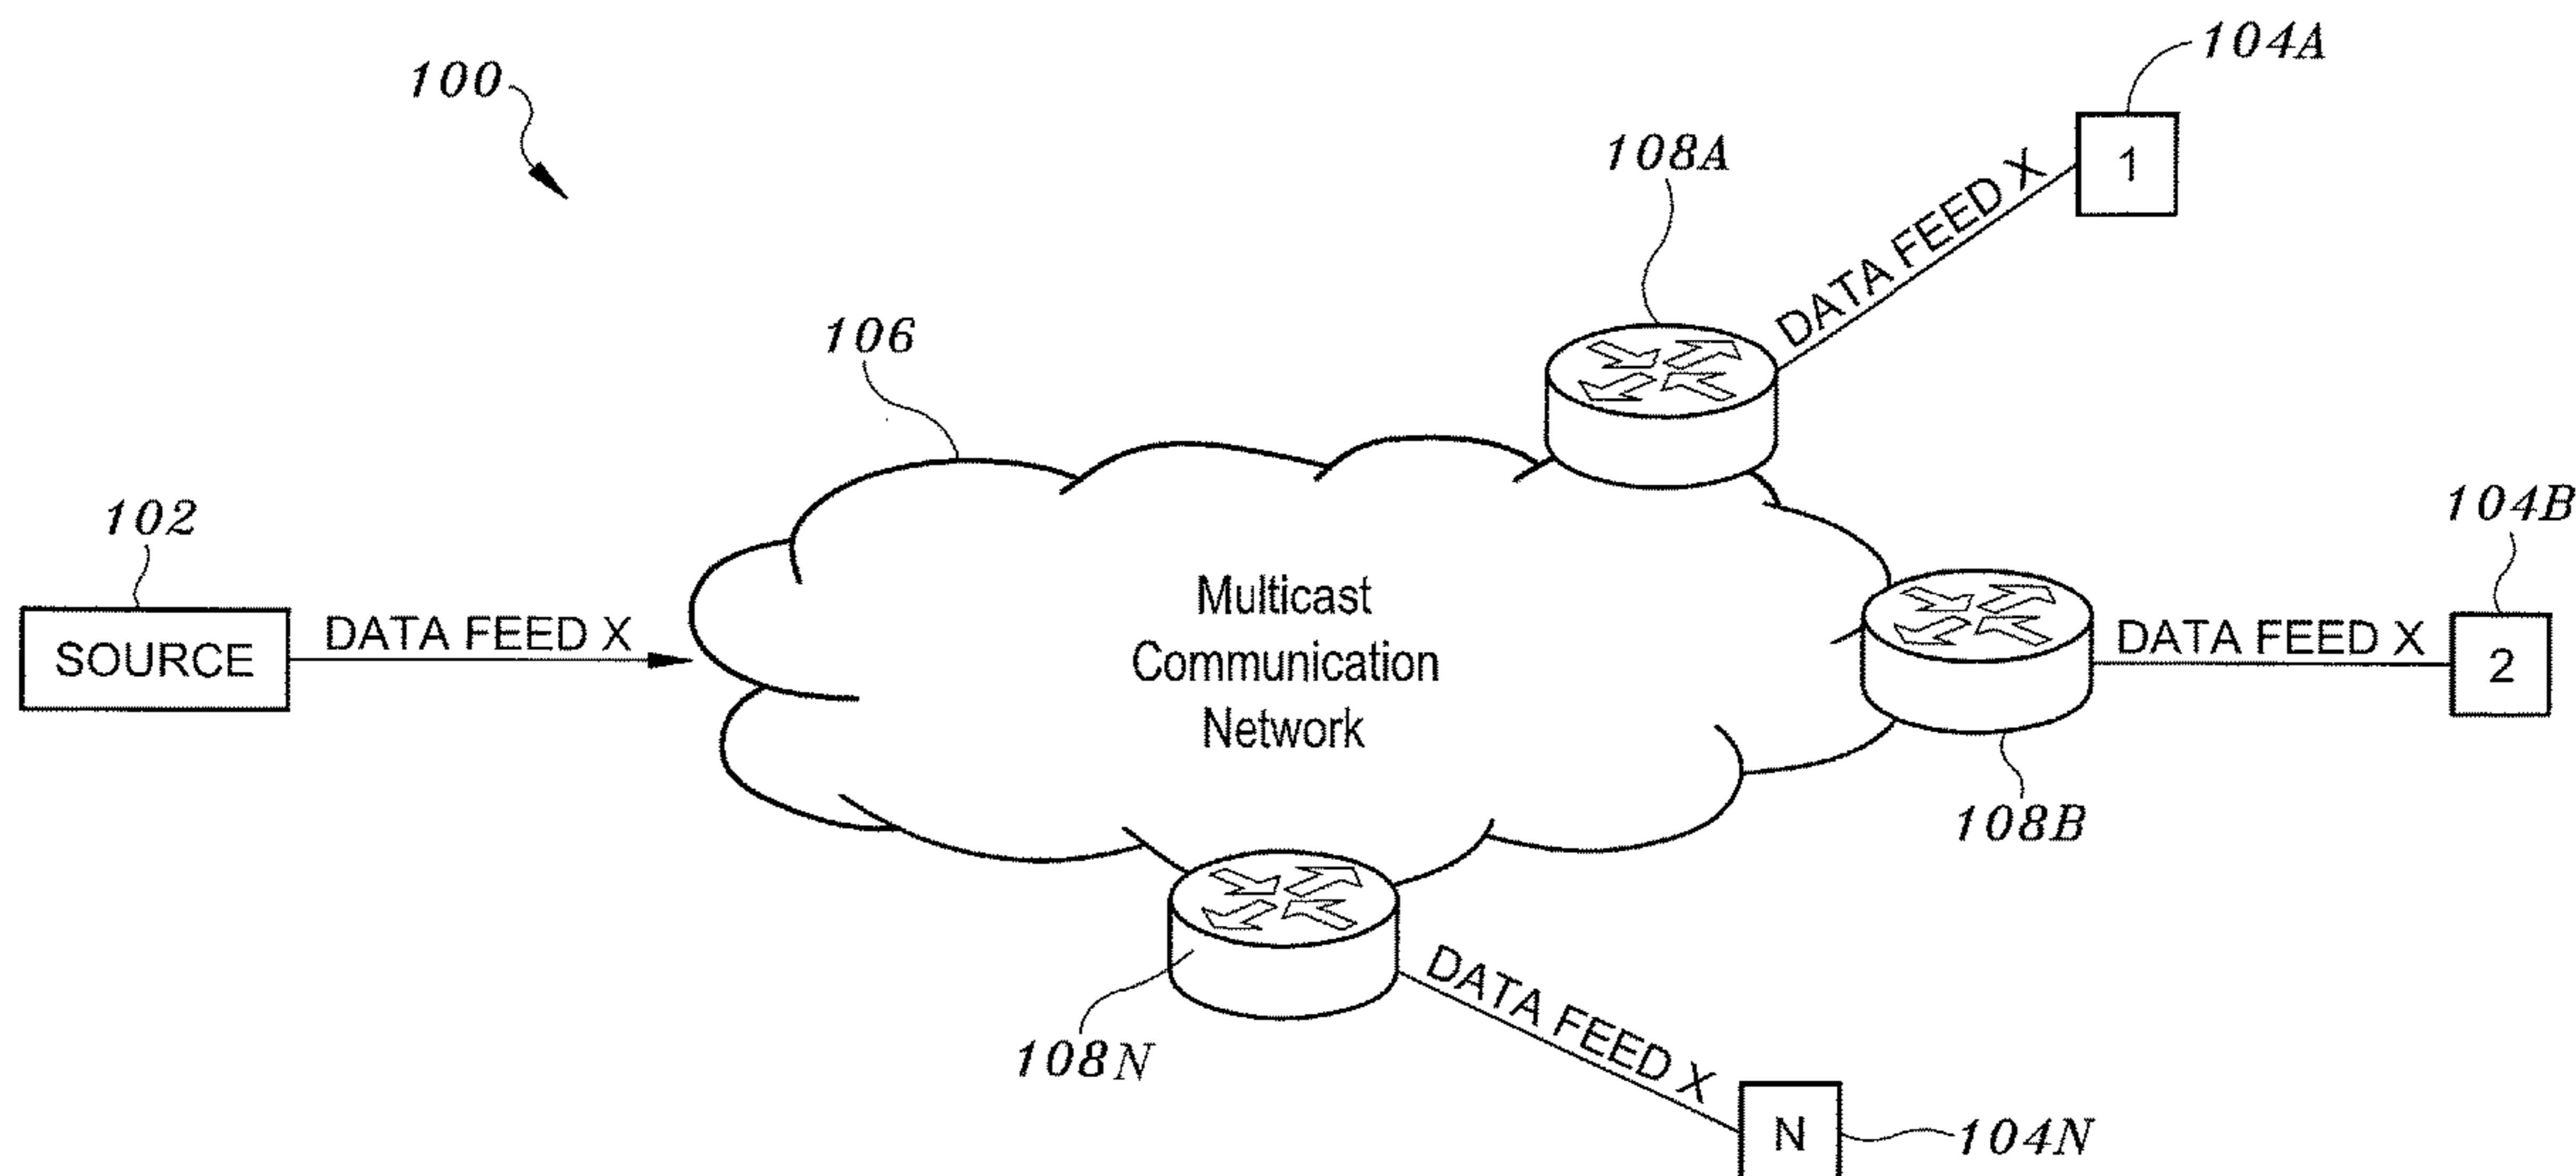 100
104A
1
108A
DATA FEED X
106
102
SOURCE
DATA FEED X
Multicast
Communication
Network
104B
DATA FEED X
2
108B
108N
DATA FEED X
N
104N